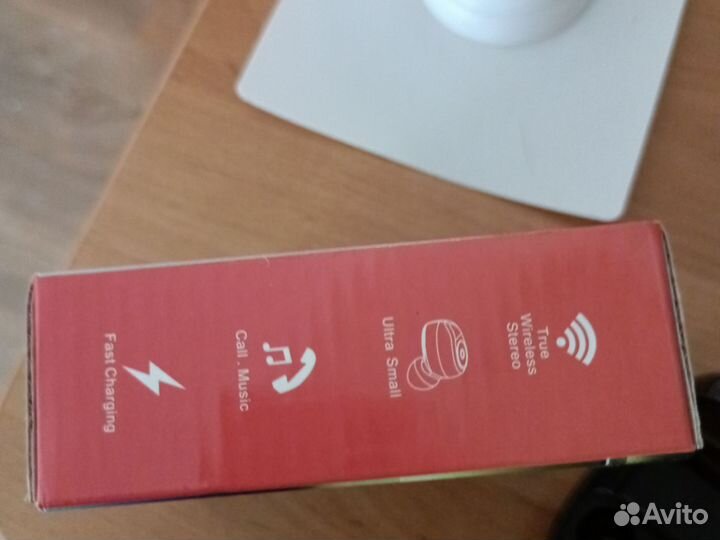 True
Wireless
Stereo
Ultra Small
Call . Music
Fast Charging
Avito